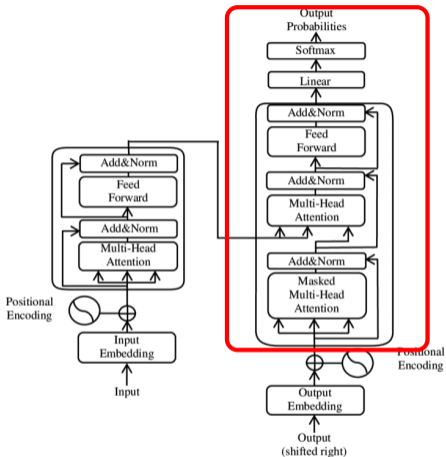 Output
Probabilities
Softmax
Linear
Add&Norm
Feed
Forward
Add&Norm
Multi-Head
Attention
Add&Norm
Masked
Multi-Head
Attention
Positional
Encoding
Output
Embedding
Output
(shifted right)
Add&Norm
Feed
Forward
Add&Norm
Multi-Head
Attention
Positional
Encoding
Input
Embedding
Input